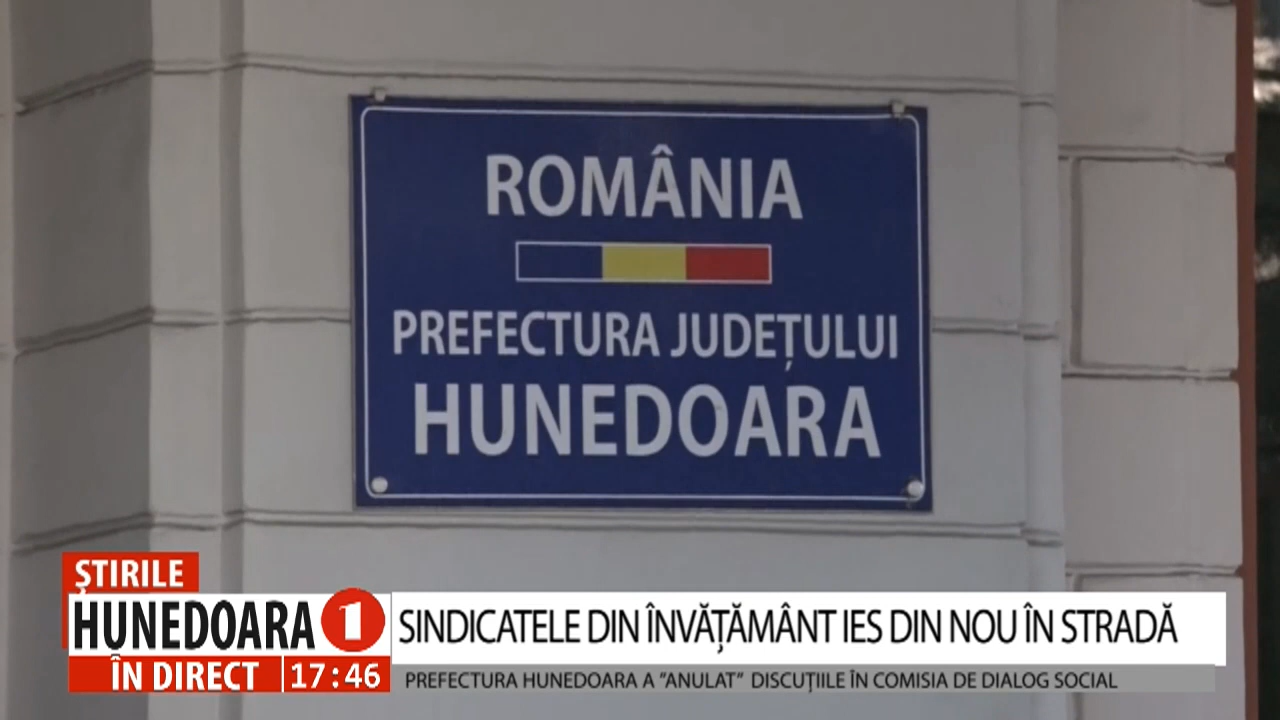 ROMÂNIA
PREFECTURA JUDEȚULUI
HUNEDOARA
ŞTIRILE
HUNEDOARA 1
ÎN DIRECT 17:46
SINDICATELE DIN ÎNVĂȚĂMÂNT IES DIN NOU ÎN STRADĂ
PREFECTURA HUNEDOARA A "ANULAT" DISCUȚIILE ÎN COMISIA DE DIALOG SOCIAL